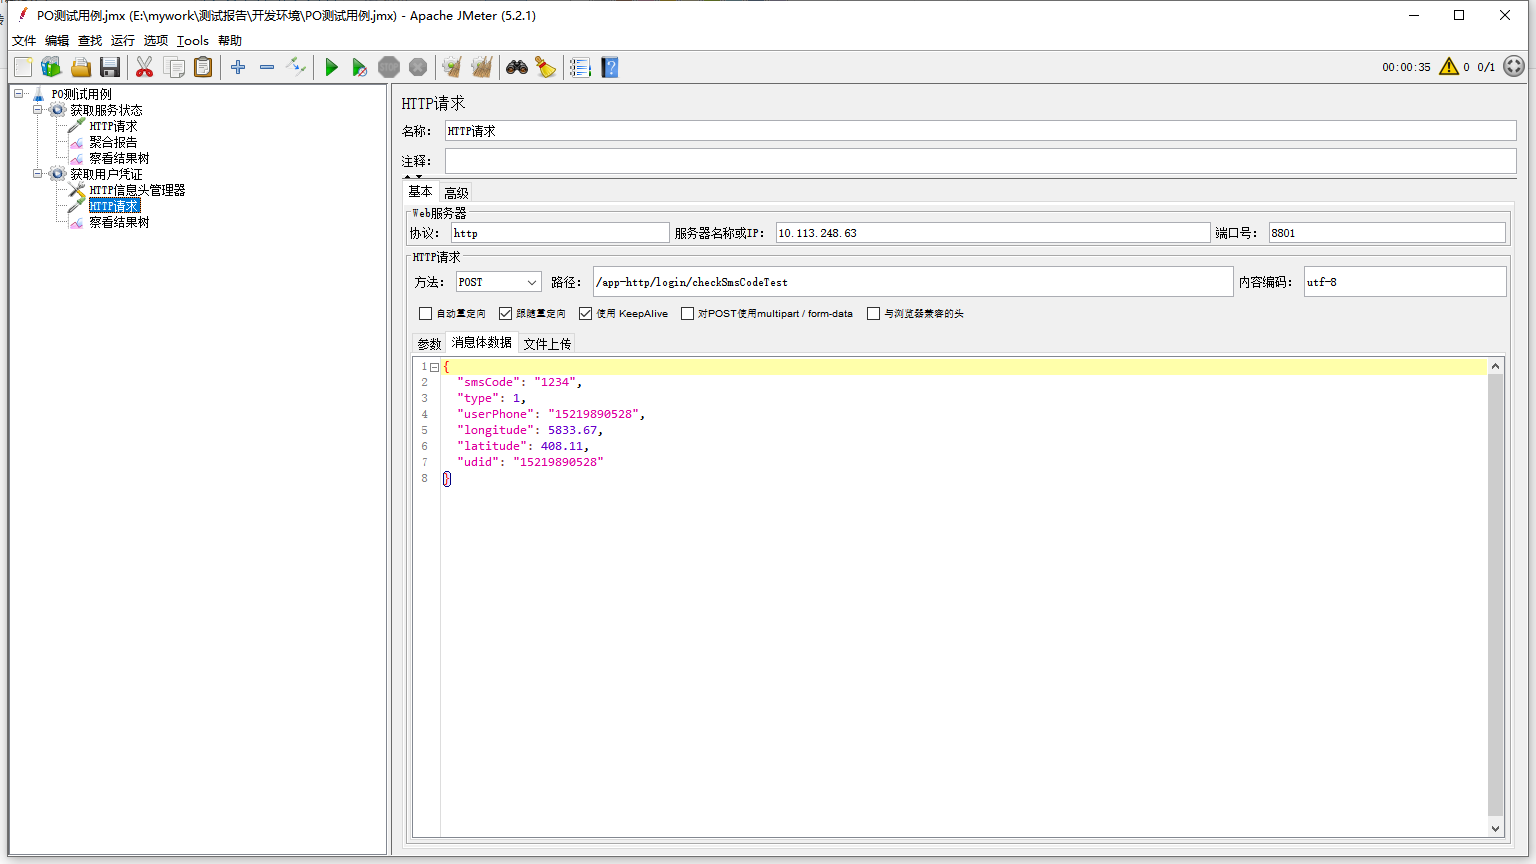 PO测试用例.jmx (E:\mywork\测试报告\开发环境\PO测试用例.jmx) - Apache JMeter (5.2.1)
文件 编辑 查找 运行 选项 Tools 帮助
STOP
00:00:35 0 0/1
PO测试用例
获取服务状态
HTTP请求
聚合报告
察看结果树
获取用户凭证
HTTP信息头管理器
HTTP请求
察看结果树
HTTP请求
名称: HTTP请求
注释:
基本 高级
Web服务器
协议: http 服务器名称或IP: 10.113.248.63 端口号: 8801
HTTP请求
方法: POST 路径: /app-http/login/checkSmsCodeTest 内容编码: utf-8
自动重定向 跟随重定向 使用 KeepAlive 对POST使用multipart / form-data 与浏览器兼容的头
参数 消息体数据 文件上传
1 {
2 "smsCode": "1234",
3 "type": 1,
4 "userPhone": "15219890528",
5 "longitude": 5833.67,
6 "latitude": 408.11,
7 "udid": "15219890528"
8 }